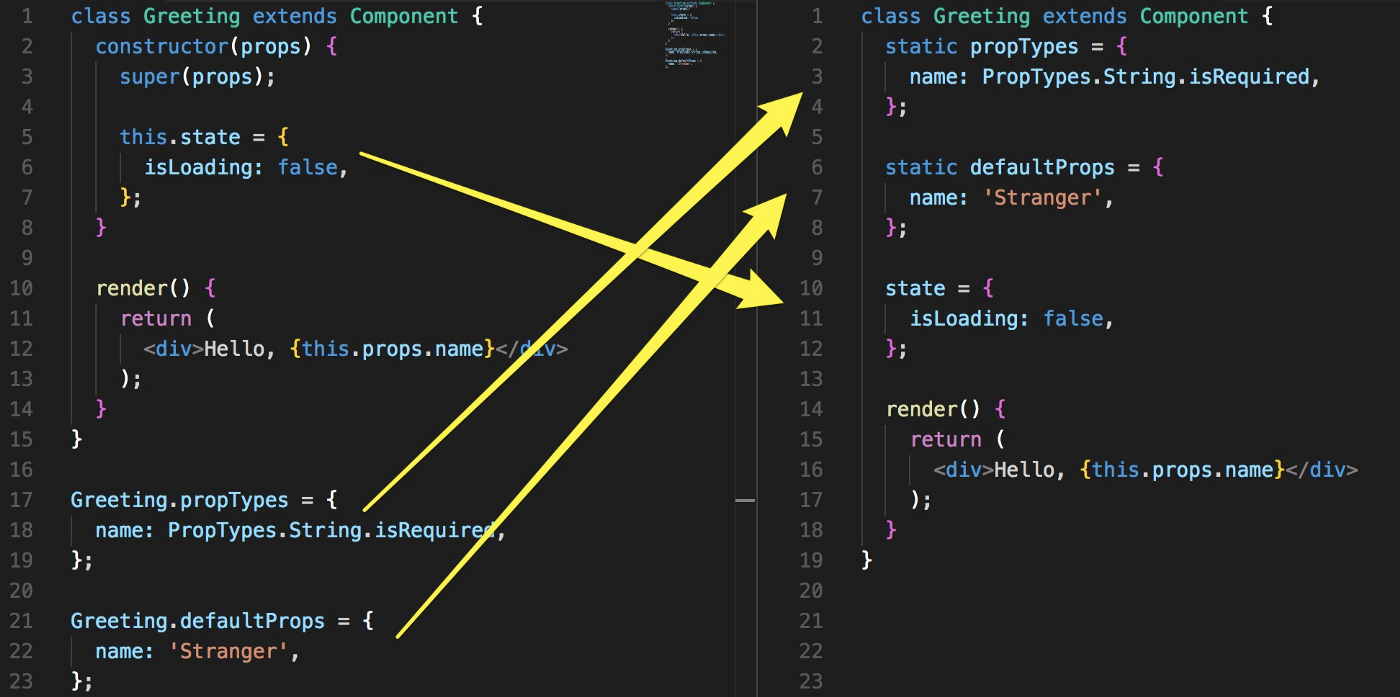 1 class Greeting extends Component {
2 constructor(props) {
3 super(props);
4
5 this.state = {
6 isLoading: false,
7 };
8 }
9
10 render() {
11 return (
12 <div>Hello, {this.props.name}</div>
13 );
14 }
15 }
16
17 Greeting.propTypes = {
18 name: PropTypes.String.isRequired,
19 };
20
21 Greeting.defaultProps = {
22 name: 'Stranger',
23 };
1 class Greeting extends Component {
2 static propTypes = {
3 name: PropTypes.String.isRequired,
4 };
5
6 static defaultProps = {
7 name: 'Stranger',
8 };
9
10 state = {
11 isLoading: false,
12 };
13
14 render() {
15 return (
16 <div>Hello, {this.props.name}</div>
17 );
18 }
19 }
20
21
22
23